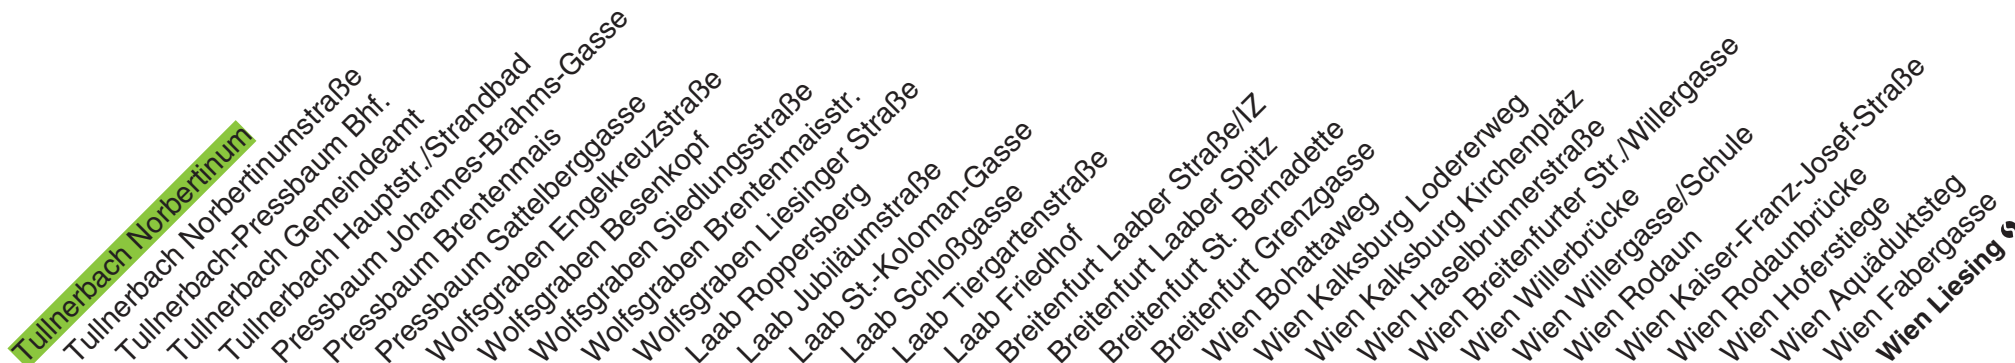 Tullnerbach Norbertinum
Tullnerbach Norbertinumstraße
Tullnerbach-Pressbaum Bhf.
Tullnerbach Gemeindeamt
Tullnerbach Hauptstr./Strandbad
Pressbaum Johannes-Brahms-Gasse
Pressbaum Brentenmais
Pressbaum Sattelberggasse
Wolfsgraben Engelkreuzstraße
Wolfsgraben Besenkopf
Wolfsgraben Siedlungsstraße
Wolfsgraben Brentenmaisstr.
Wolfsgraben Liesinger Straße
Laab Roppersberg
Laab Jubiläumstraße
Laab St.-Koloman-Gasse
Laab Schloßgasse
Laab Tiergartenstraße
Laab Friedhof
Breitenfurt Laaber Straße/IZ
Breitenfurt Laaber Spitz
Breitenfurt St. Bernadette
Breitenfurt Grenzgasse
Wien Bohattaweg
Wien Kalksburg Lodererweg
Wien Kalksburg Kirchenplatz
Wien Haselbrunnerstraße
Wien Breitenfurter Str./Willergasse
Wien Willerbrücke
Wien Willergasse/Schule
Wien Rodaun
Wien Kaiser-Franz-Josef-Straße
Wien Rodaunbrücke
Wien Hoferstiege
Wien Aquäduktsteg
Wien Fabergasse
Wien Liesing